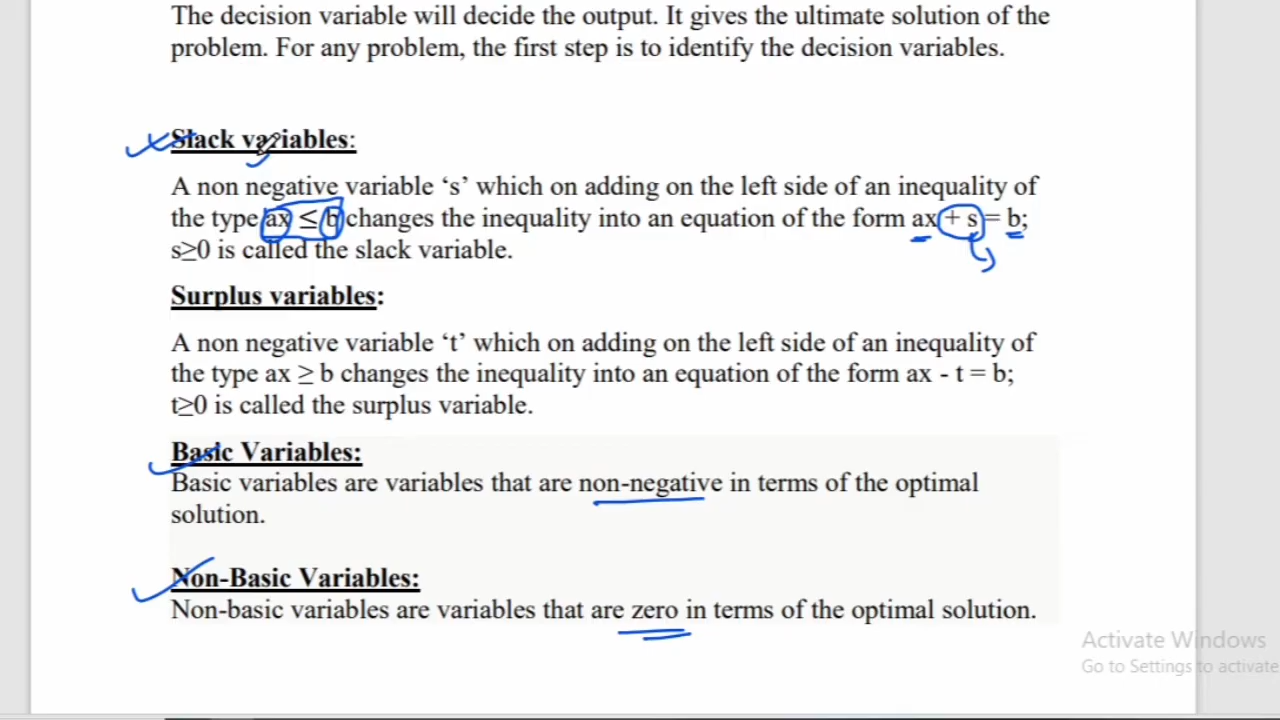 The decision variable will decide the output. It gives the ultimate solution of the
problem. For any problem, the first step is to identify the decision variables.
Slack variables:
A non negative variable ‘s’ which on adding on the left side of an inequality of
the type ax ≤ b changes the inequality into an equation of the form ax + s = b;
s≥0 is called the slack variable.
Surplus variables:
A non negative variable ‘t’ which on adding on the left side of an inequality of
the type ax ≥ b changes the inequality into an equation of the form ax - t = b;
t≥0 is called the surplus variable.
Basic Variables:
Basic variables are variables that are non-negative in terms of the optimal
solution.
Non-Basic Variables:
Non-basic variables are variables that are zero in terms of the optimal solution.
Activate Windows
Go to Settings to activate